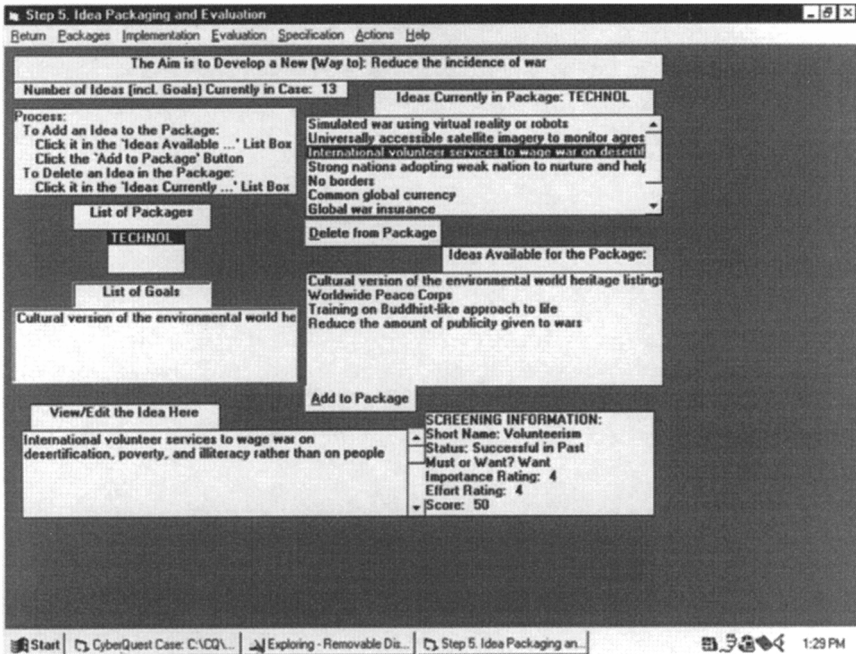 Step 5. Idea Packaging and Evaluation
Return Packages Implementation Evaluation Specification Actions Help
The Aim is to Develop a New (Way to): Reduce the incidence of war
Number of Ideas (incl. Goals) Currently in Case: 13
Process:
To Add an Idea to the Package:
Click it in the 'Ideas Available ...' List Box
Click the 'Add to Package' Button
To Delete an Idea in the Package:
Click it in the 'Ideas Currently ...' List Box
Ideas Currently in Package: TECHNOL
Simulated war using virtual reality or robots
Universally accessible satellite imagery to monitor agres
International volunteer services to wage war on desertif
Strong nations adopting weak nation to nurture and help
No borders
Common global currency
Global war insurance
List of Packages
TECHNOL
Delete from Package
Ideas Available for the Package:
Cultural version of the environmental world heritage listings
Worldwide Peace Corps
Training on Buddhist-like approach to life
Reduce the amount of publicity given to wars
List of Goals
Cultural version of the environmental world he
Add to Package
View/Edit the Idea Here
International volunteer services to wage war on
desertification, poverty, and illiteracy rather than on people
SCREENING INFORMATION:
Short Name: Volunteerism
Status: Successful in Past
Must or Want? Want
Importance Rating: 4
Effort Rating: 4
Score: 50
Start CyberQuest Case: C:\CQ\... Exploring - Removable Dis... Step 5. Idea Packaging an... 1:29 PM